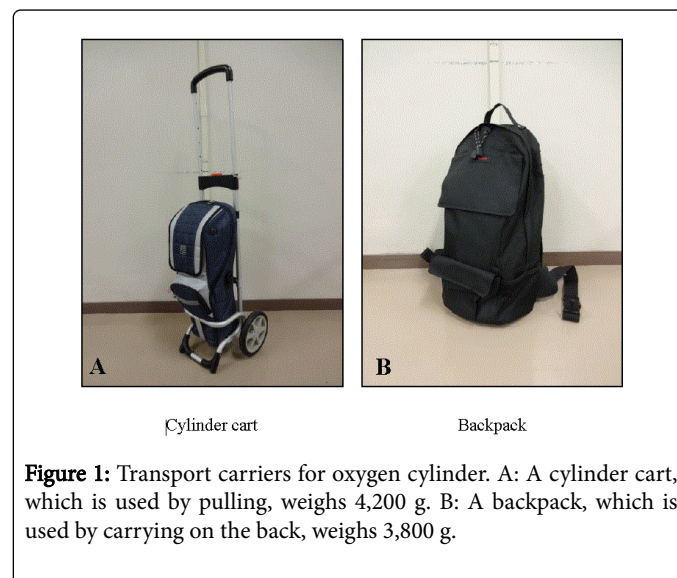 A
B
Cylinder cart
Backpack
Figure 1: Transport carriers for oxygen cylinder. A: A cylinder cart,
which is used by pulling, weighs 4,200 g. B: A backpack, which is
used by carrying on the back, weighs 3,800 g.